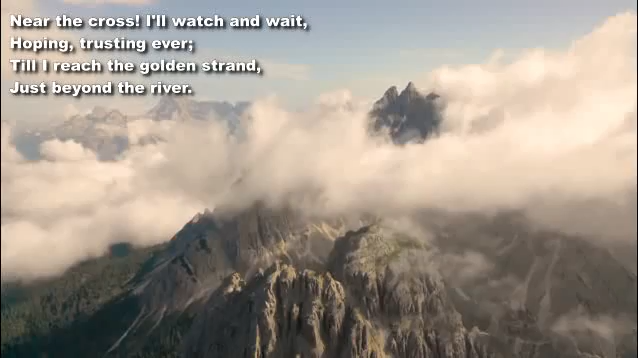 Near the cross! I'll watch and wait,
Hoping, trusting ever;
Till I reach the golden strand,
Just beyond the river.